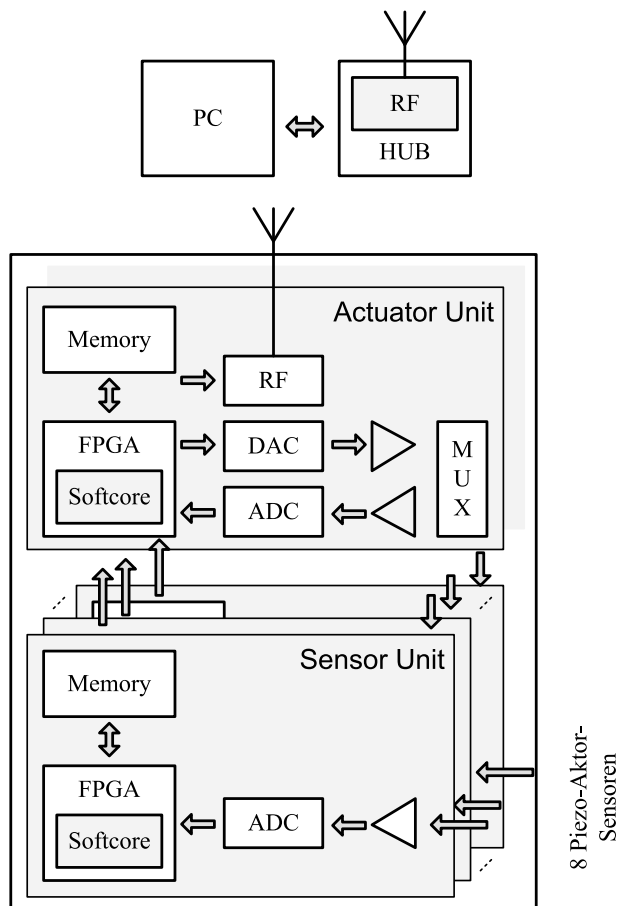 PC
RF
HUB
Actuator Unit
Memory
RF
FPGA
DAC
Softcore
ADC
M
U
X
Sensor Unit
Memory
FPGA
Softcore
ADC
8 Piezo-Aktor-
Sensoren